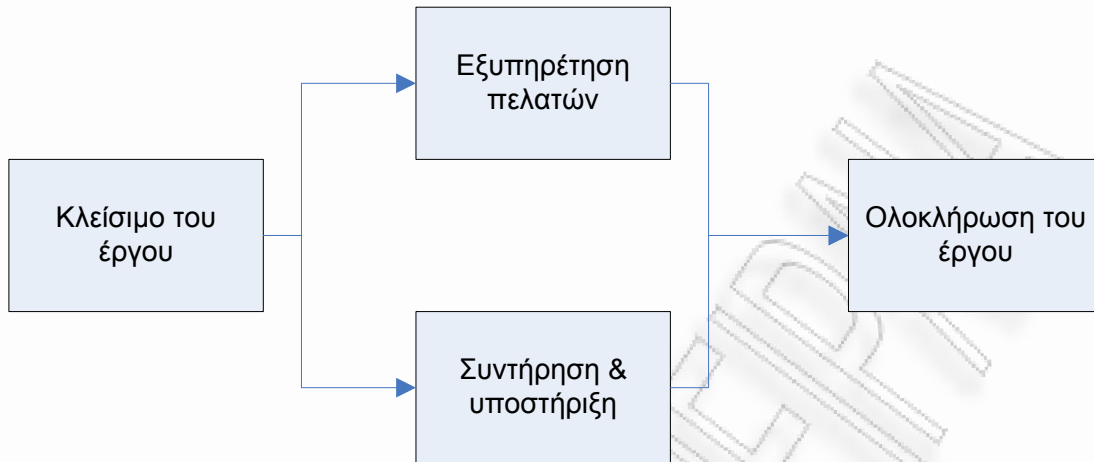 Εξυπηρέτηση
πελατών
Κλείσιμο του
έργου
Ολοκλήρωση του
έργου
Συντήρηση &
υποστήριξη